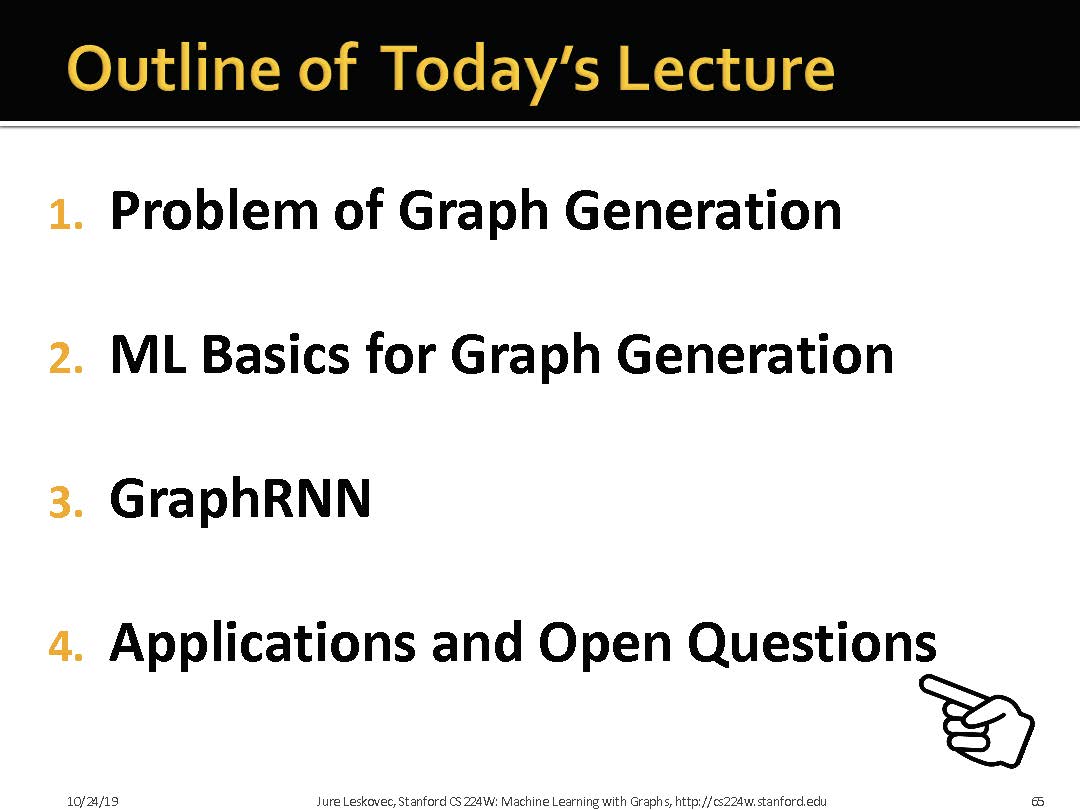 Outline of Today's Lecture
1. Problem of Graph Generation
2. ML Basics for Graph Generation
3. GraphRNN
4. Applications and Open Questions
10/24/19 Jure Leskovec, Stanford CS224W: Machine Learning with Graphs, http://cs224w.stanford.edu 65